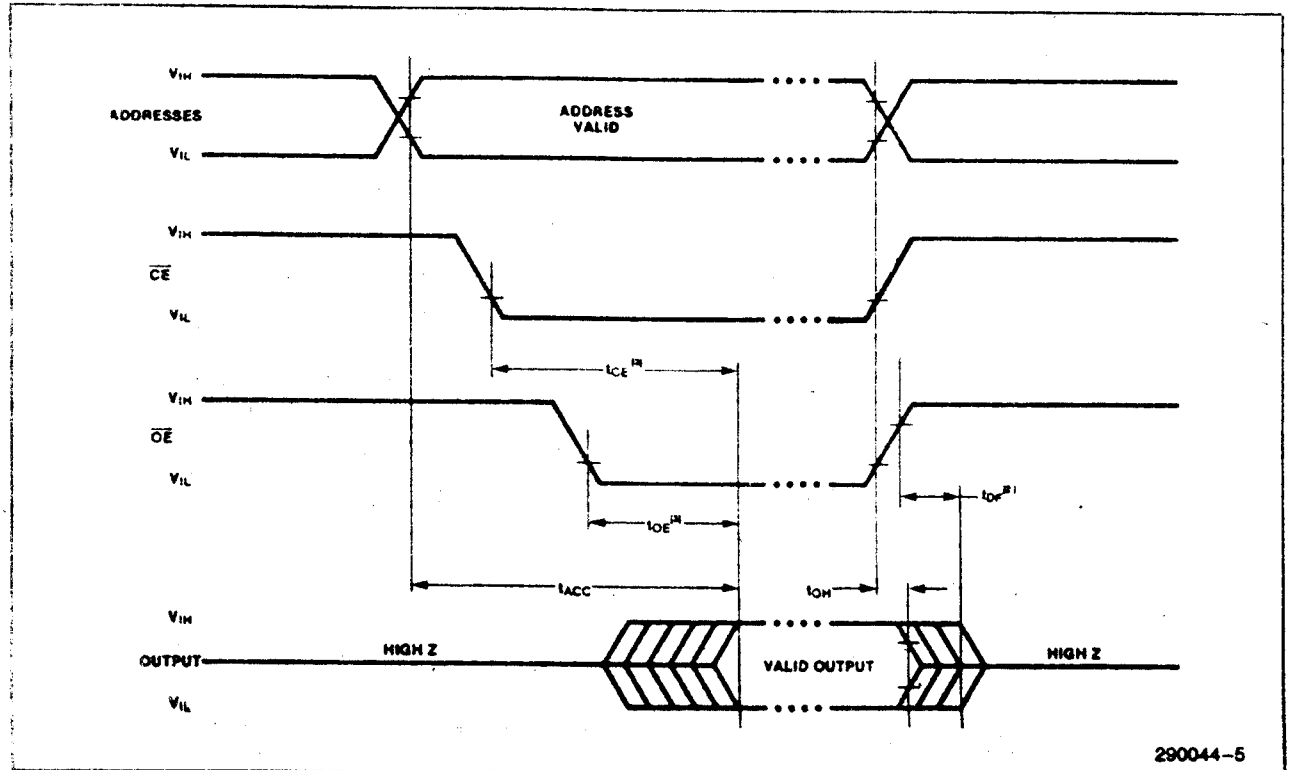 VIH
ADDRESSES
ADDRESS
VALID
VIL
VIH
CE
VIL
tCE
VIH
OE
VIL
tDF
tOE
tACC
tOH
VIH
HIGH Z
OUTPUT
VALID OUTPUT
HIGH Z
VIL
290044-5